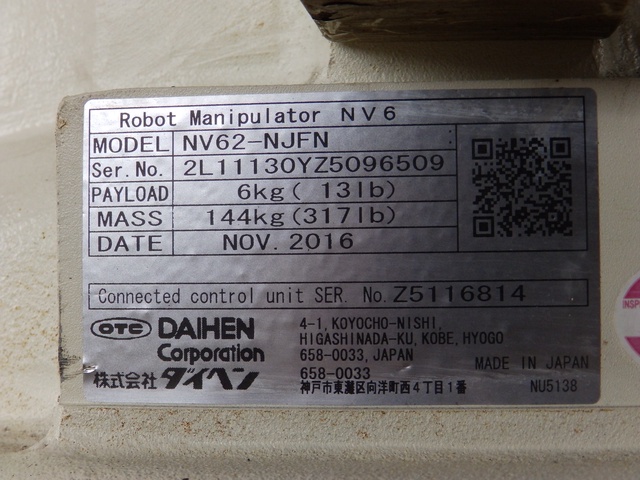 Robot Manipulator NV6
MODEL NV62-NJFN
Ser.No. 2L11130YZ5096509
PAYLOAD 6kg( 13lb)
MASS 144kg(317lb)
DATE NOV. 2016
Connected control unit SER. No. Z5116814
OTC DAIHEN
Corporation
株式会社 ダイヘン
4-1, KOYOCHO-NISHI,
HIGASHINADA-KU, KOBE, HYOGO
658-0033, JAPAN
658-0033
神戸市東灘区向洋町西4丁目1番
MADE IN JAPAN
NU5138
INSP